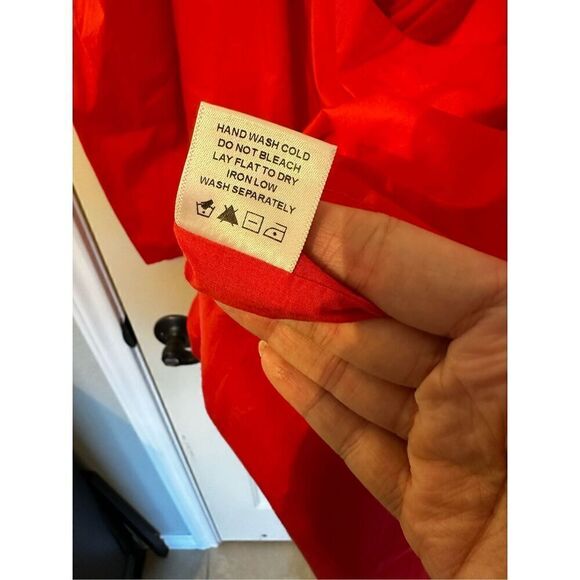 HAND WASH COLD
DO NOT BLEACH
LAY FLAT TO DRY
IRON LOW
WASH SEPARATELY